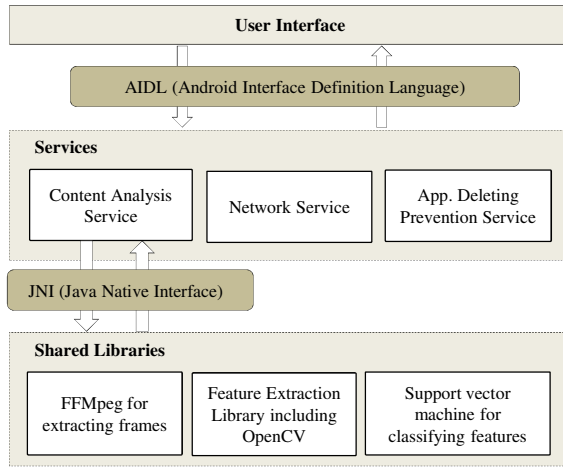 User Interface
AIDL (Android Interface Definition Language)
Services
Content Analysis
Service
Network Service
App. Deleting
Prevention Service
JNI (Java Native Interface)
Shared Libraries
FFMpeg for
extracting frames
Feature Extraction
Library including
OpenCV
Support vector
machine for
classifying features